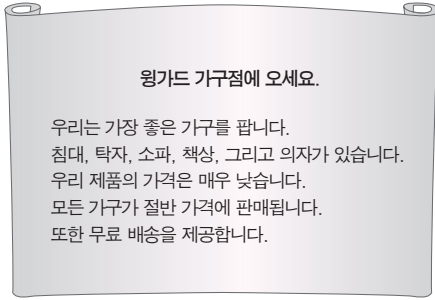 윙가드 가구점에 오세요.
우리는 가장 좋은 가구를 팝니다.
침대, 탁자, 소파, 책상, 그리고 의자가 있습니다.
우리 제품의 가격은 매우 낮습니다.
모든 가구가 절반 가격에 판매됩니다.
또한 무료 배송을 제공합니다.